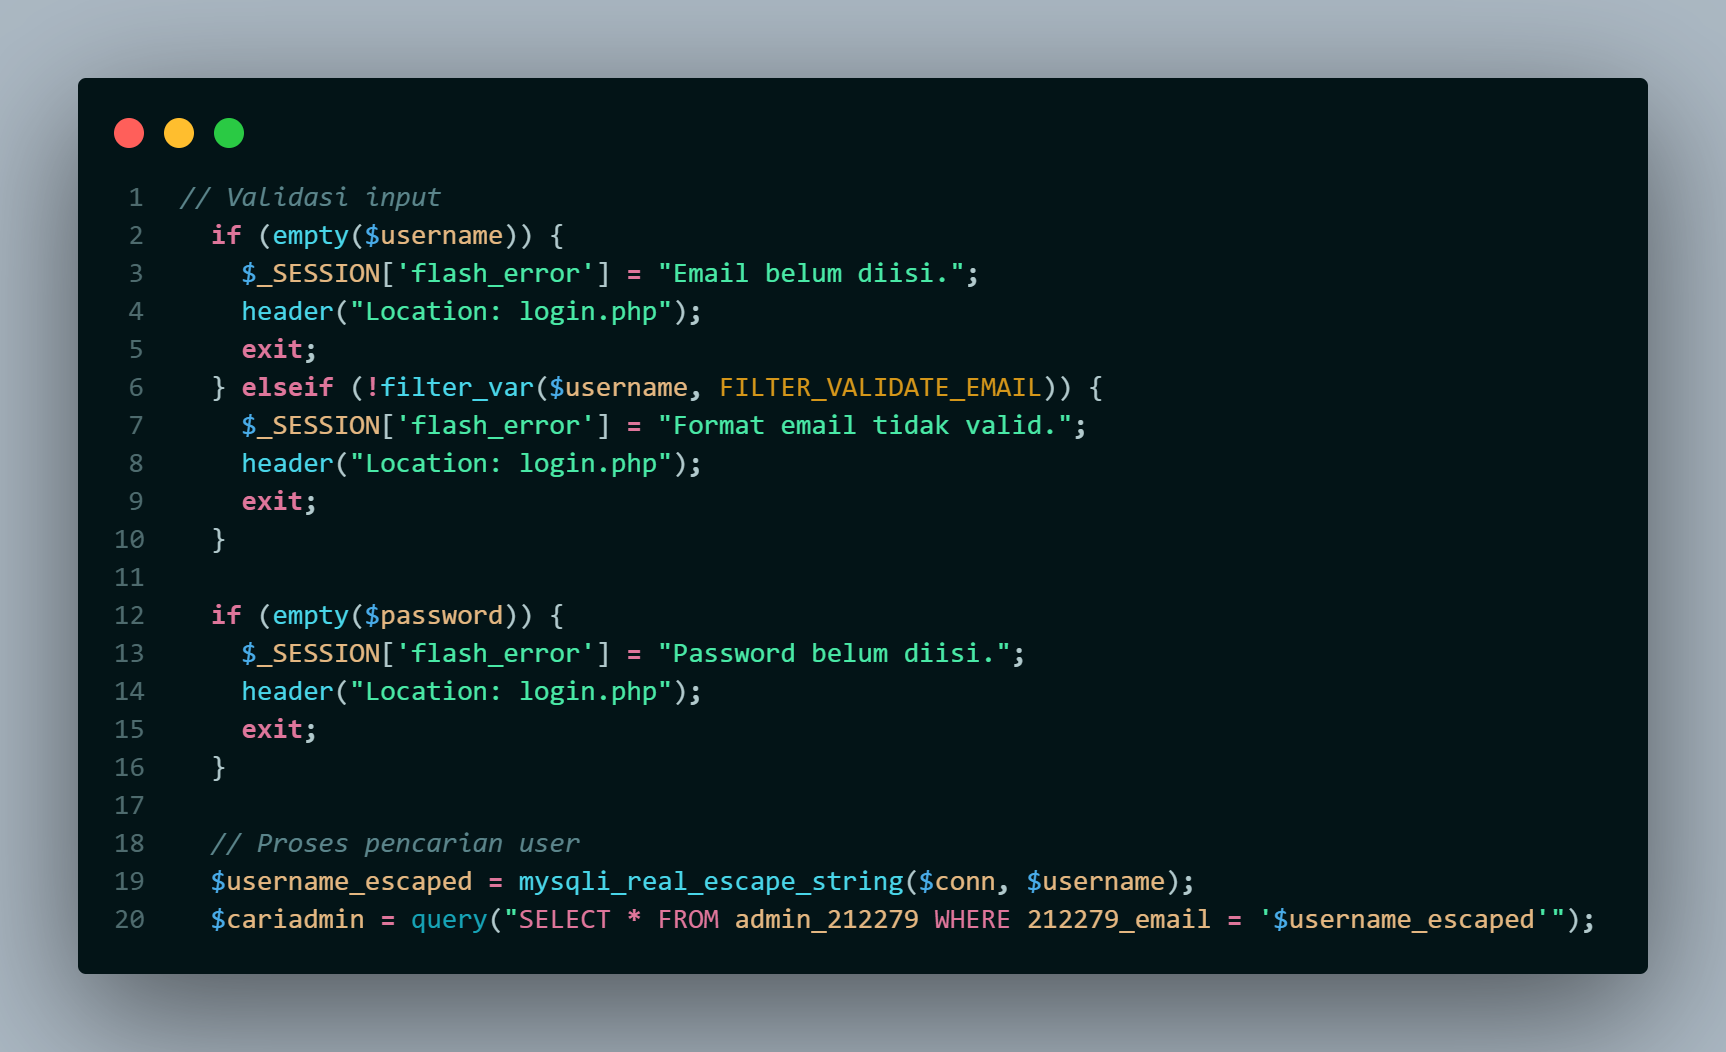 1 // Validasi input
2   if (empty($username)) {
3     $_SESSION['flash_error'] = "Email belum diisi.";
4     header("Location: login.php");
5     exit;
6   } elseif (!filter_var($username, FILTER_VALIDATE_EMAIL)) {
7     $_SESSION['flash_error'] = "Format email tidak valid.";
8     header("Location: login.php");
9     exit;
10   }
11
12   if (empty($password)) {
13     $_SESSION['flash_error'] = "Password belum diisi.";
14     header("Location: login.php");
15     exit;
16   }
17
18   // Proses pencarian user
19   $username_escaped = mysqli_real_escape_string($conn, $username);
20   $cariadmin = query("SELECT * FROM admin_212279 WHERE 212279_email = '$username_escaped'");